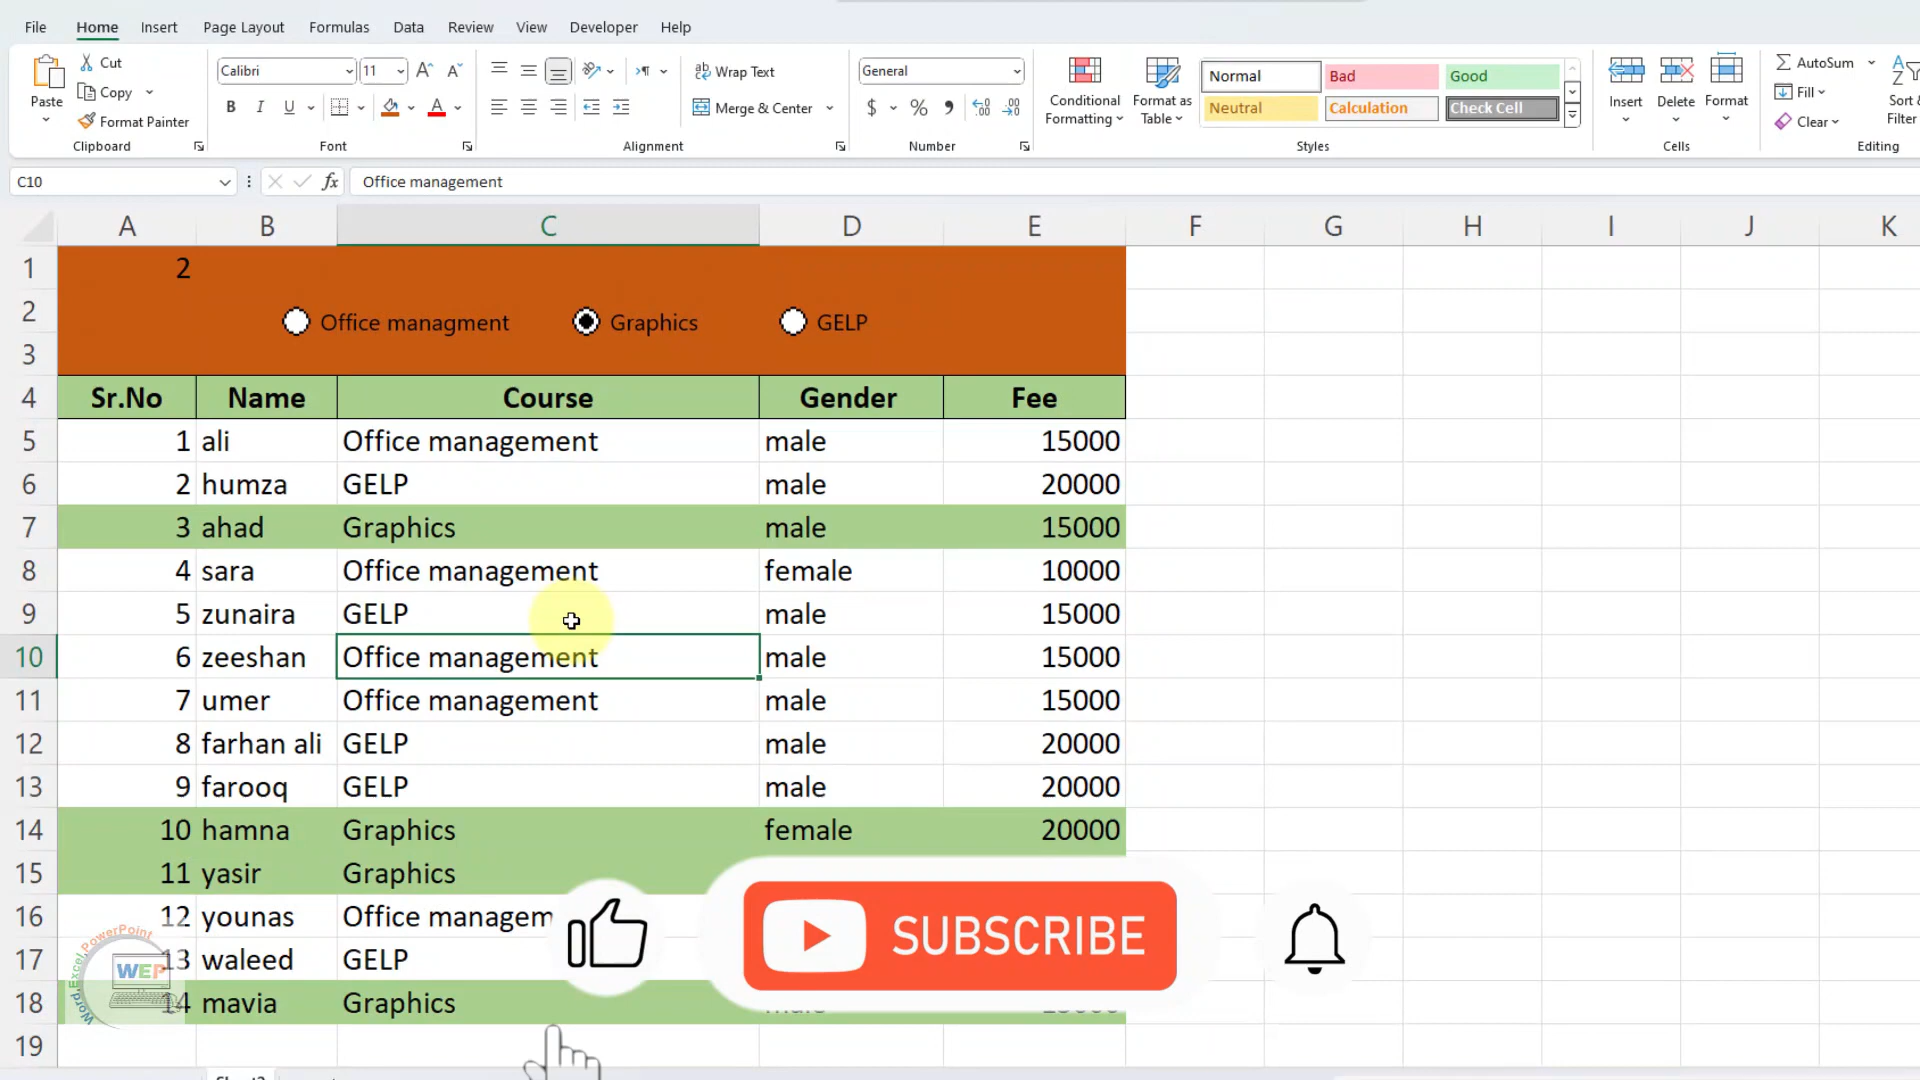 File Home Insert Page Layout Formulas Data Review View Developer Help
Paste Cut Copy Format Painter Clipboard
Calibri 11 A A B I U A Font
ab Wrap Text Merge & Center Alignment
General $ % 9 Number
Conditional Formatting Format as Table
Normal Bad Good
Neutral Calculation Check Cell
Styles
Insert Delete Format Cells
AutoSum Fill Clear Sort & Filter Editing
C10 fx Office management
A B C D E F G H I J K
1 2
2 Office managment Graphics GELP
3
4 Sr.No Name Course Gender Fee
5 1 ali Office management male 15000
6 2 humza GELP male 20000
7 3 ahad Graphics male 15000
8 4 sara Office management female 10000
9 5 zunaira GELP male 15000
10 6 zeeshan Office management male 15000
11 7 umer Office management male 15000
12 8 farhan ali GELP male 20000
13 9 farooq GELP male 20000
14 10 hamna Graphics female 20000
15 11 yasir Graphics
16 12 younas Office managem
17 13 waleed GELP
18 14 mavia Graphics
19
SUBSCRIBE
Word,Excel,PowerPoint
WEP